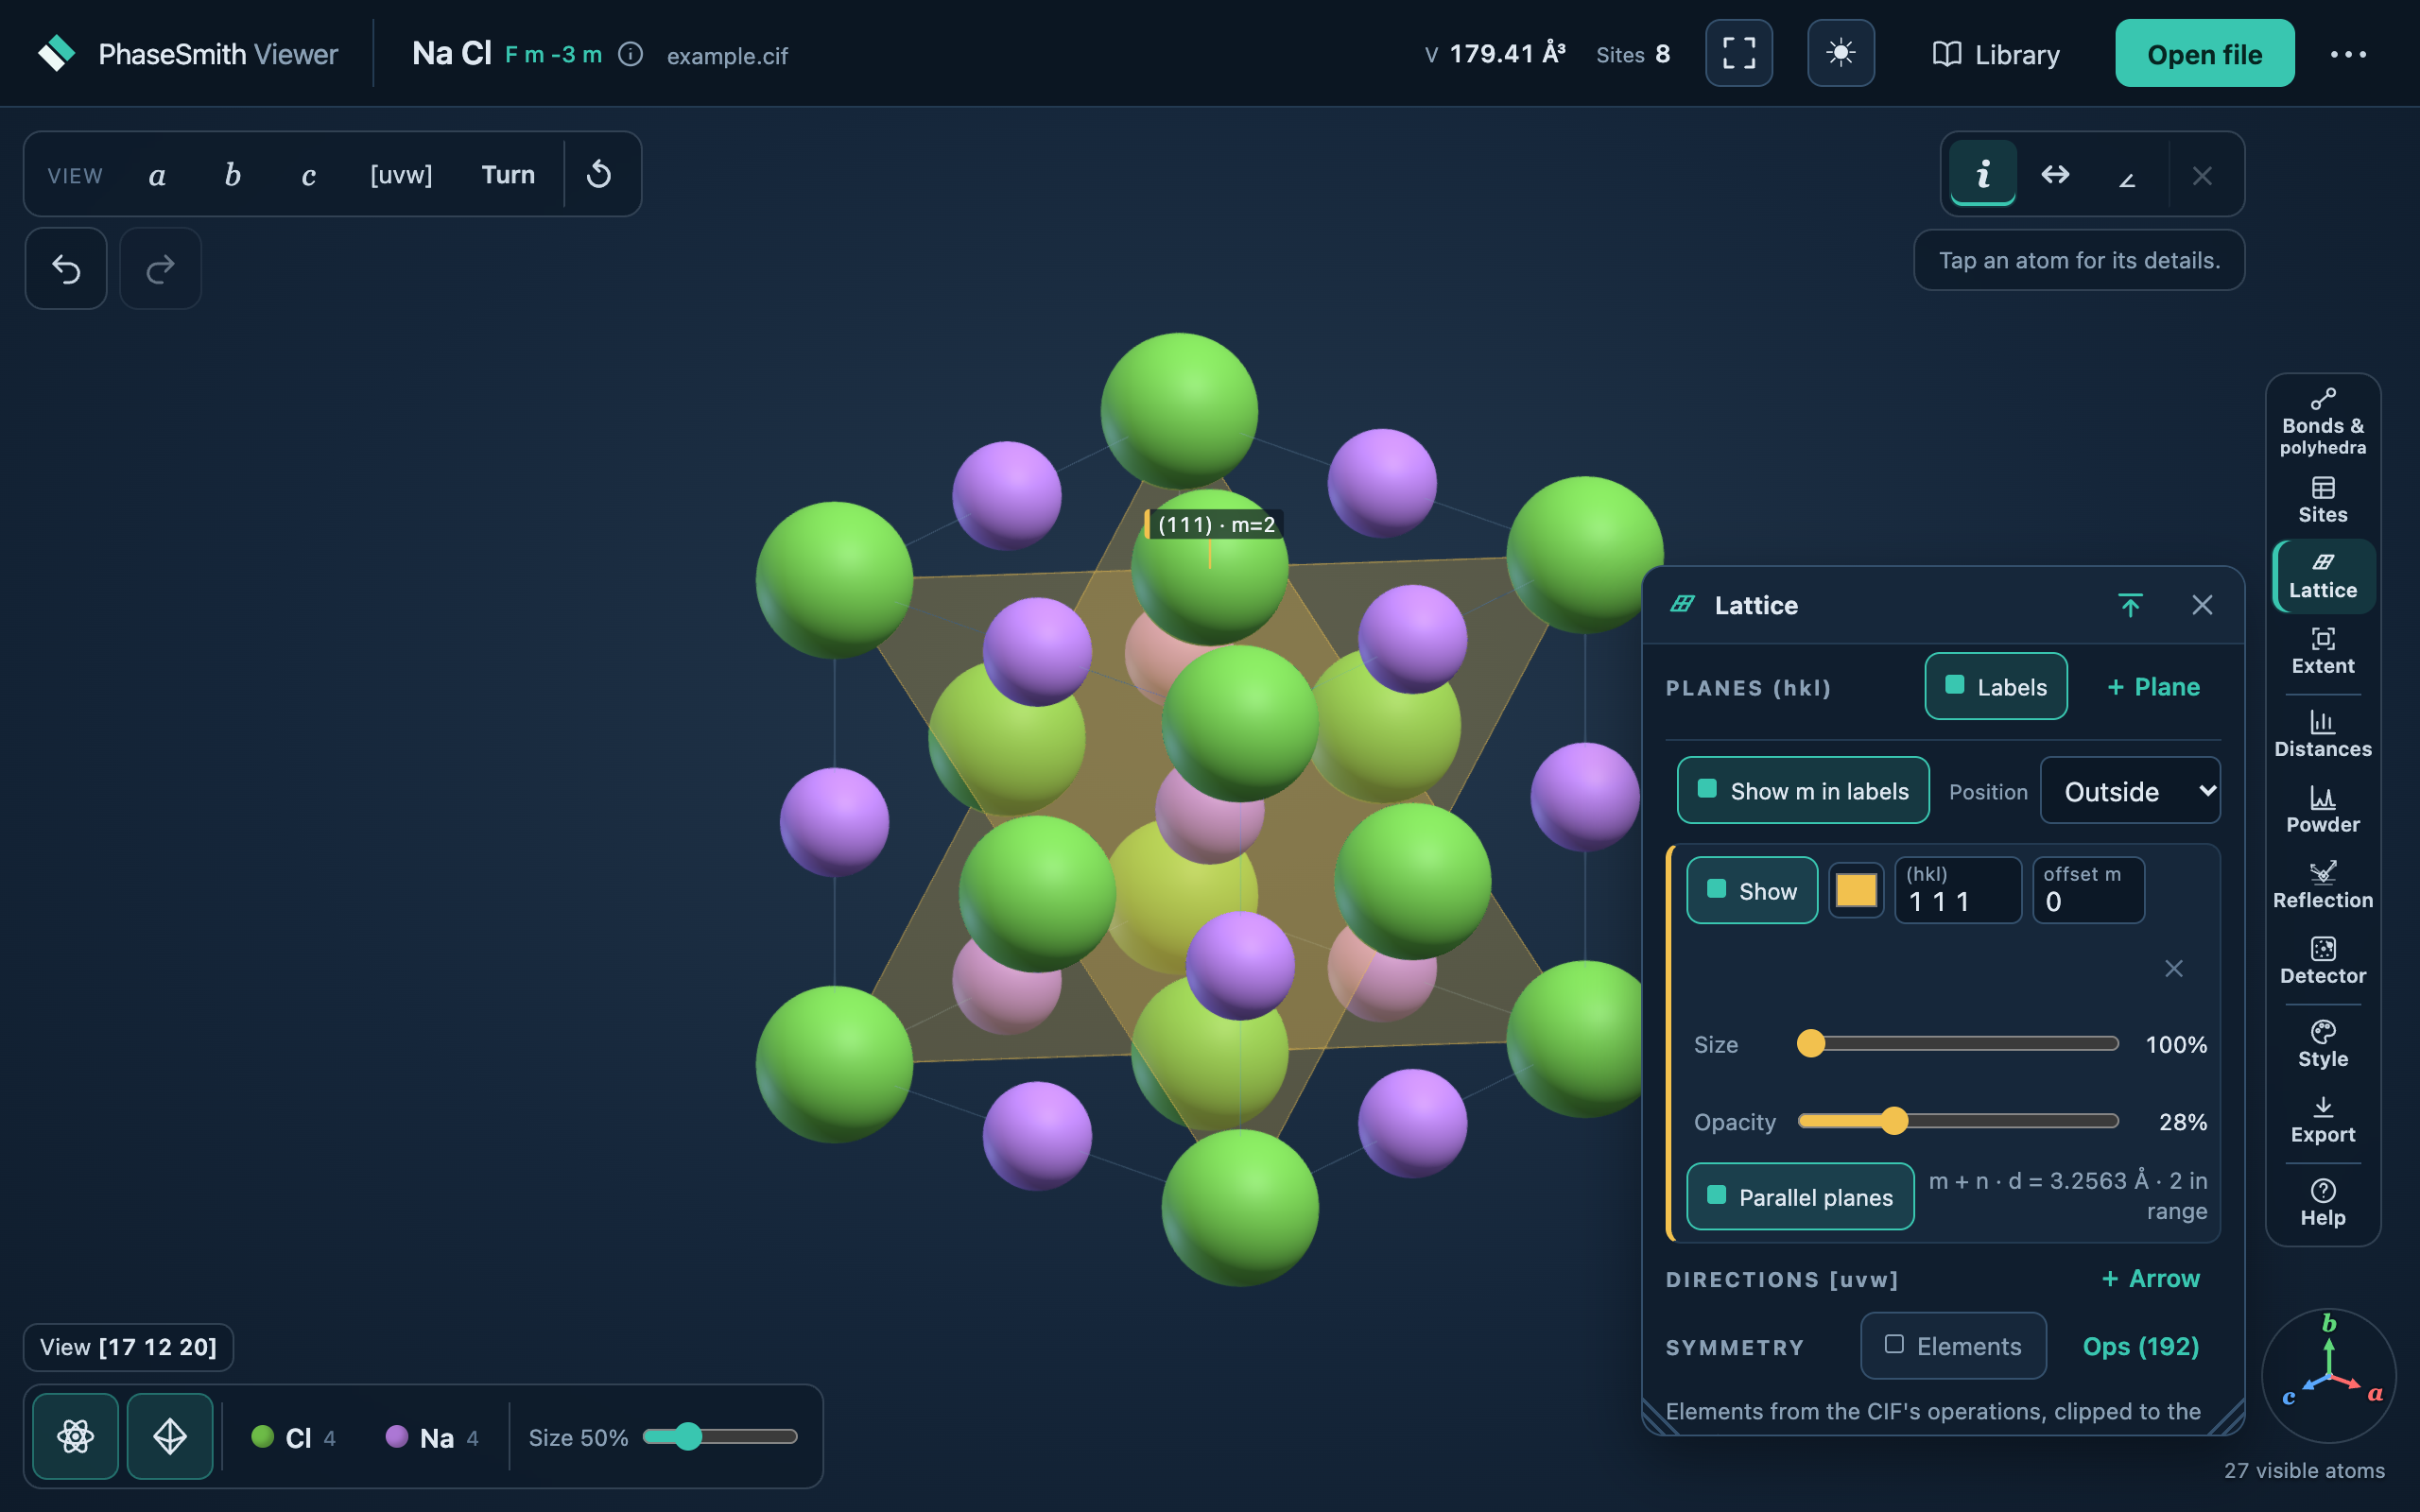 PhaseSmith Viewer
Na Cl F m -3 m example.cif
V 179.41 Å³ Sites 8
Library
Open file
VIEW a b c [uvw] Turn
Tap an atom for its details.
(111) · m=2
Bonds &
polyhedra
Sites
Lattice
Extent
Distances
Powder
Reflection
Detector
Style
Export
Help
Lattice
PLANES (hkl) Labels + Plane
Show m in labels Position Outside
Show (hkl) 1 1 1 offset m 0
Size 100%
Opacity 28%
Parallel planes m + n · d = 3.2563 Å · 2 in
range
DIRECTIONS [uvw] + Arrow
SYMMETRY Elements Ops (192)
Elements from the CIF's operations, clipped to the
View [17 12 20]
Cl 4 Na 4 Size 50%
b
c a
27 visible atoms